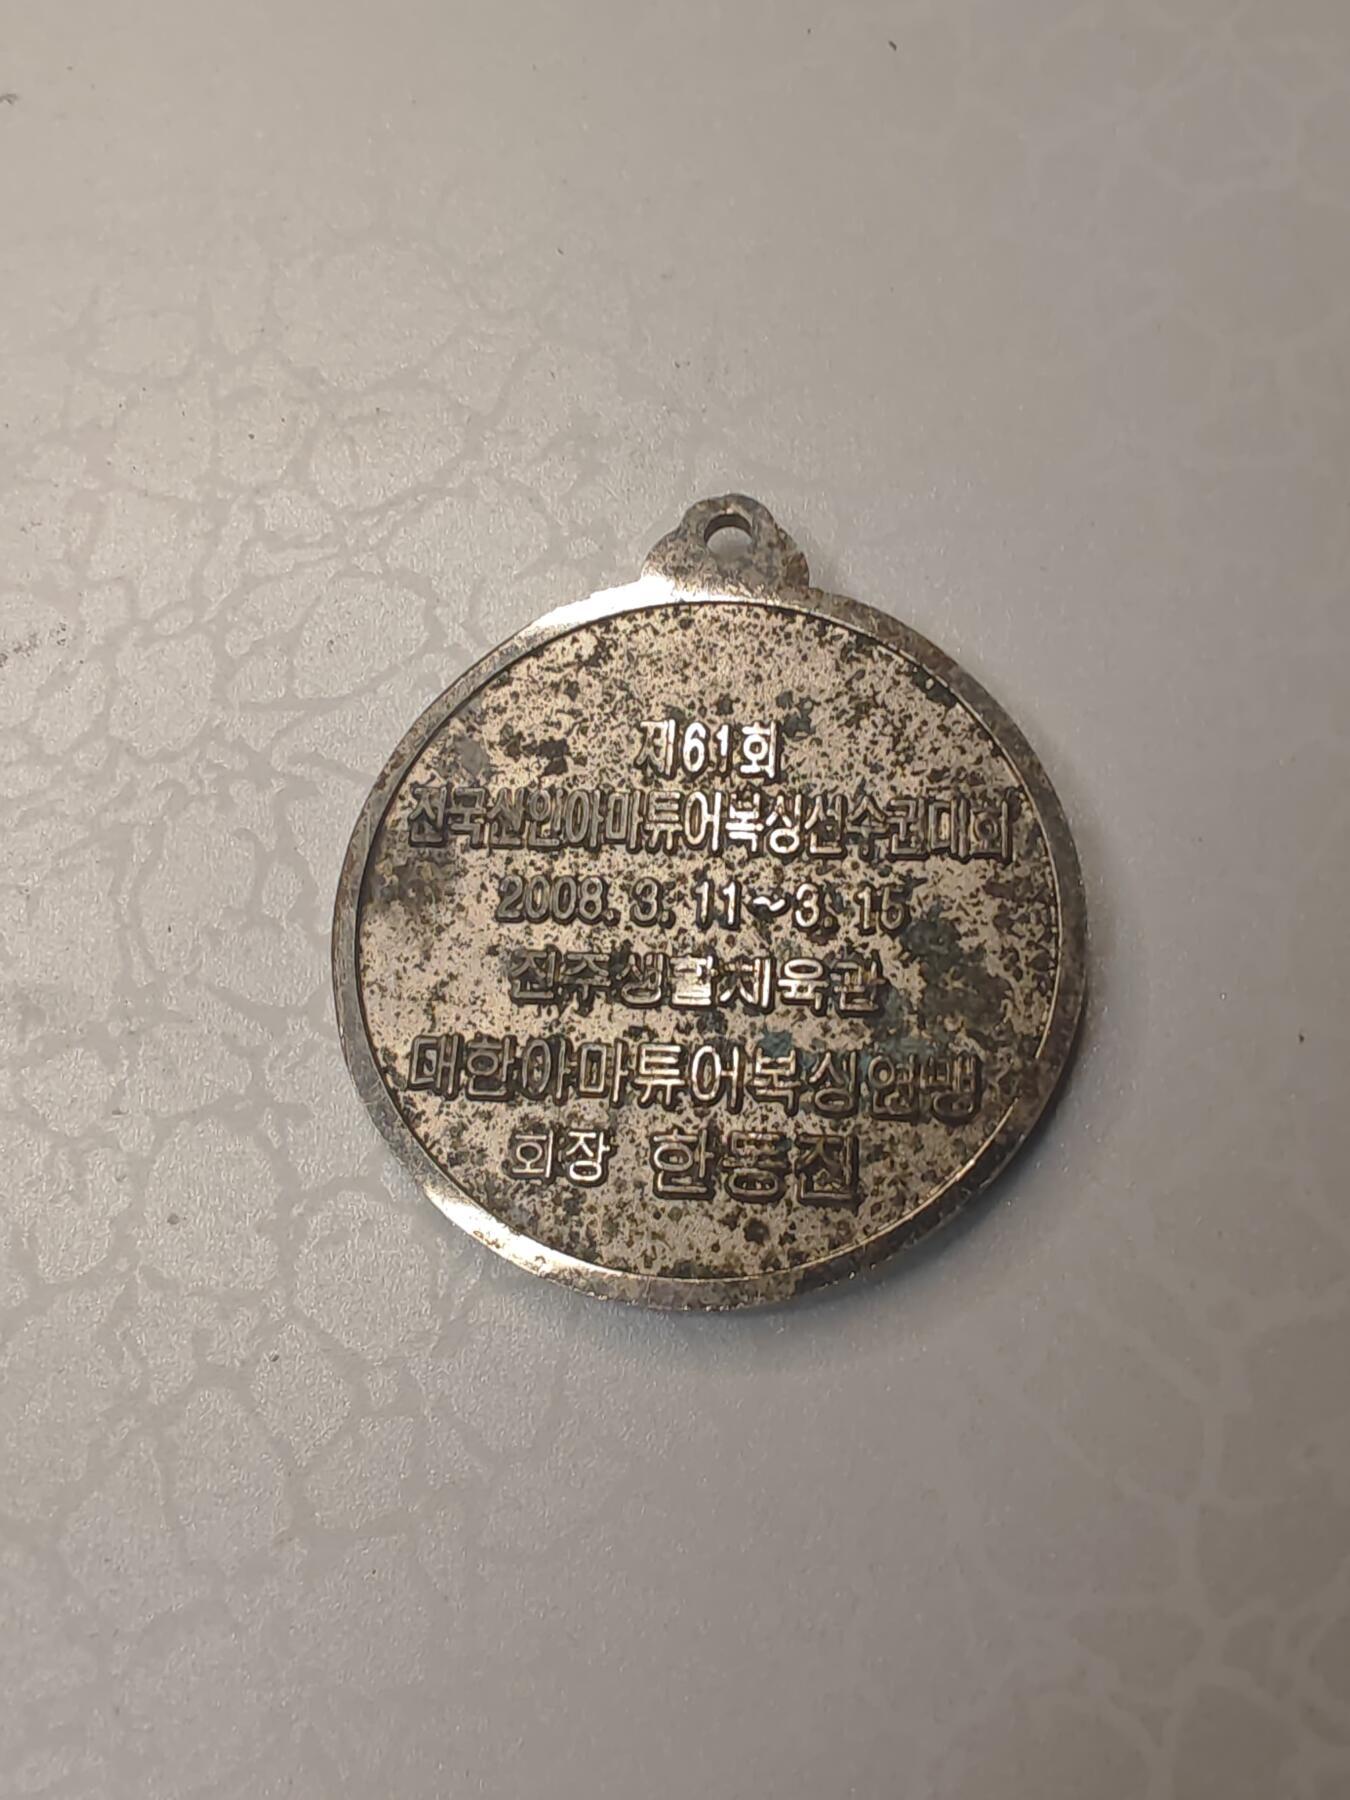 제61회
전국신인아마튜어복싱선수권대회
2008. 3. 11~3. 15
진주생활체육관
대한아마튜어복싱연맹
회장 한동진